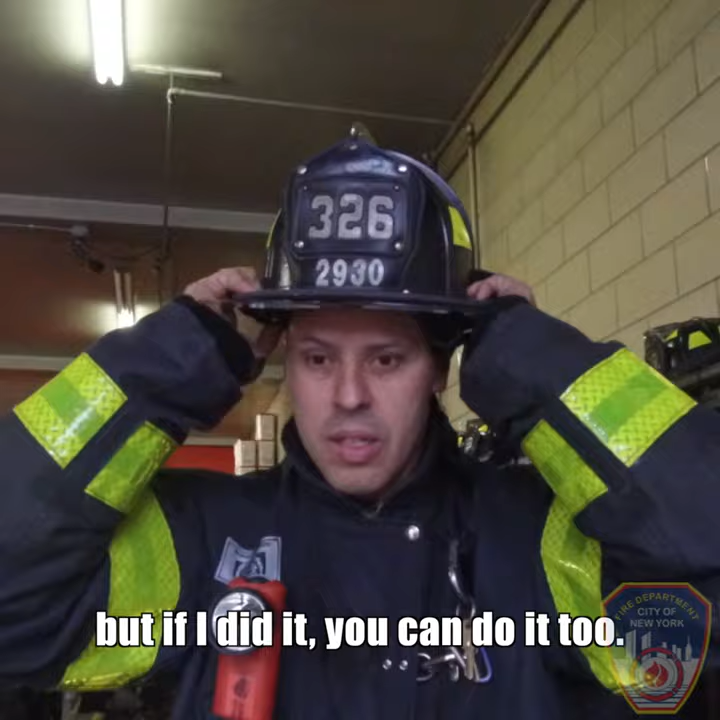 326
2930
but if I did it, you can do it too.
FIRE DEPARTMENT
CITY OF
NEW YORK